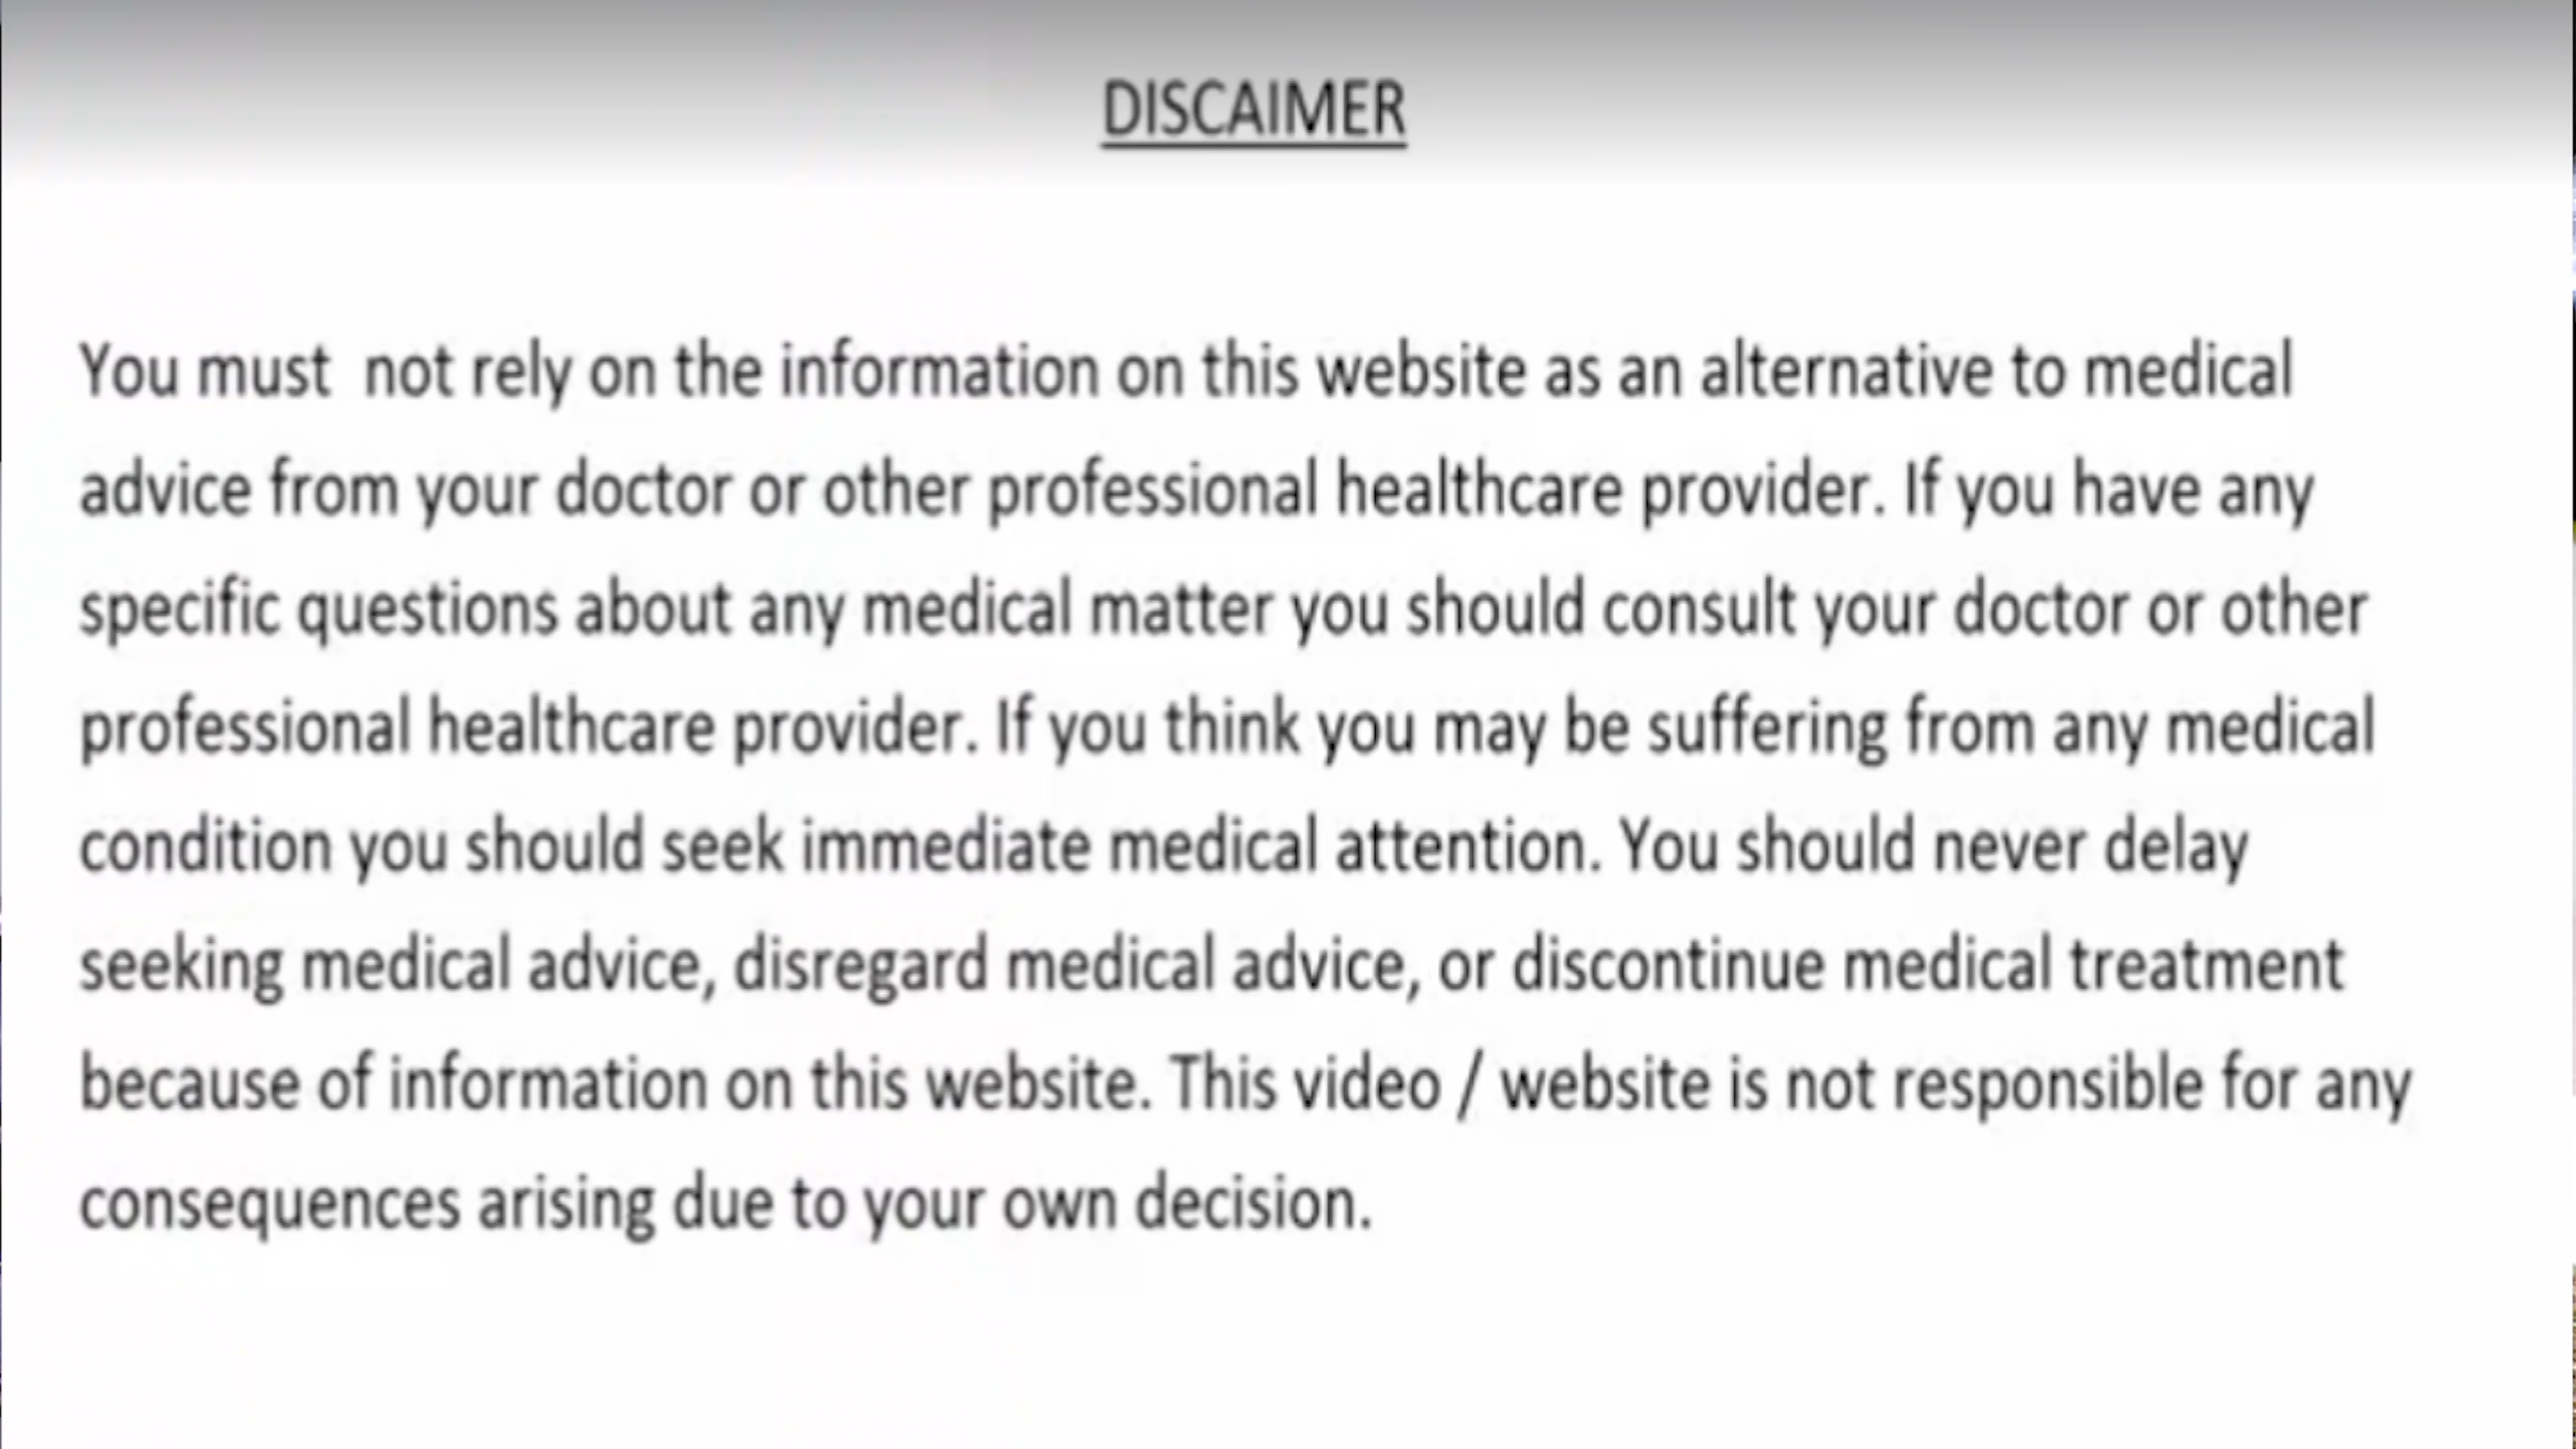 DISCAIMER
You must  not rely on the information on this website as an alternative to medical
advice from your doctor or other professional healthcare provider. If you have any
specific questions about any medical matter you should consult your doctor or other
professional healthcare provider. If you think you may be suffering from any medical
condition you should seek immediate medical attention. You should never delay
seeking medical advice, disregard medical advice, or discontinue medical treatment
because of information on this website. This video / website is not responsible for any
consequences arising due to your own decision.